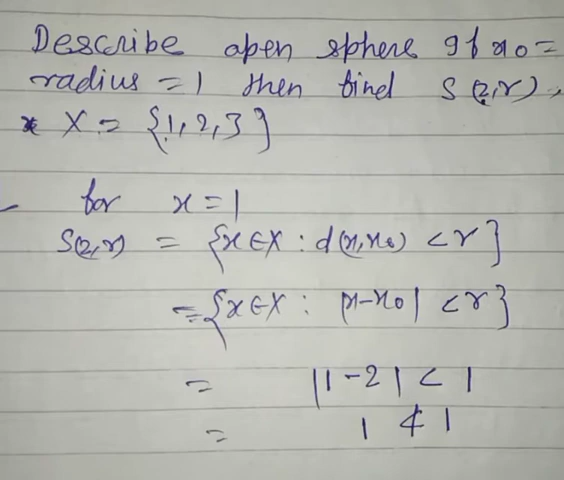 Describe open sphere If x₀ =
radius = 1 then find S(2,r),
* X = {1, 2, 3}
for x = 1
S(2,r) = {x ∈ X : d(x,x₀) < r}
= {x ∈ X : |x-x₀| < r}
= |1 - 2| < 1
= 1 ≮ 1